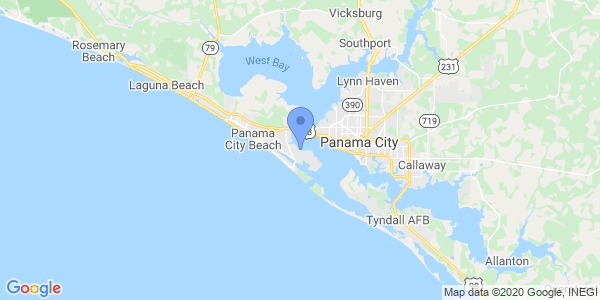 Vicksburg
Rosemary
Beach
79
Southport
West Bay
231
Laguna Beach
Lynn Haven
390
719
Panama
City Beach
Panama City
Callaway
Tyndall AFB
Allanton
Google
Map data ©2020 Google, INEGI